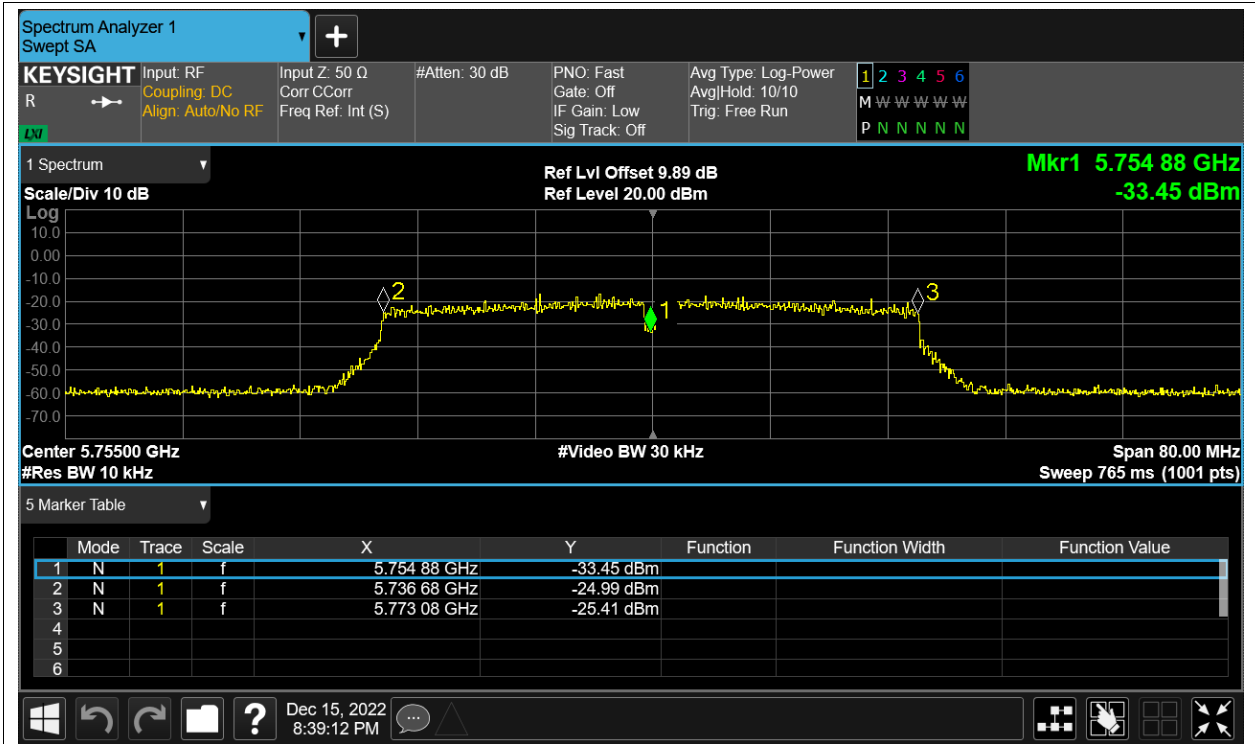 Spectrum Analyzer 1
Swept SA
KEYSIGHT
R
LXI
Input: RF
Coupling: DC
Align: Auto/No RF
Input Z: 50 Ω
Corr CCorr
Freq Ref: Int (S)
#Atten: 30 dB
PNO: Fast
Gate: Off
IF Gain: Low
Sig Track: Off
Avg Type: Log-Power
Avg|Hold: 10/10
Trig: Free Run
1 2 3 4 5 6
M W W W W W
P N N N N N
1 Spectrum
Scale/Div 10 dB
Ref Lvl Offset 9.89 dB
Ref Level 20.00 dBm
Mkr1 5.754 88 GHz
-33.45 dBm
Log
10.0
0.00
-10.0
-20.0
-30.0
-40.0
-50.0
-60.0
-70.0
2
1
3
Center 5.75500 GHz
#Video BW 30 kHz
Span 80.00 MHz
#Res BW 10 kHz
Sweep 765 ms (1001 pts)
5 Marker Table
Mode Trace Scale X Y Function Function Width Function Value
1 N 1 f 5.754 88 GHz -33.45 dBm
2 N 1 f 5.736 68 GHz -24.99 dBm
3 N 1 f 5.773 08 GHz -25.41 dBm
4
5
6
?
Dec 15, 2022
8:39:12 PM